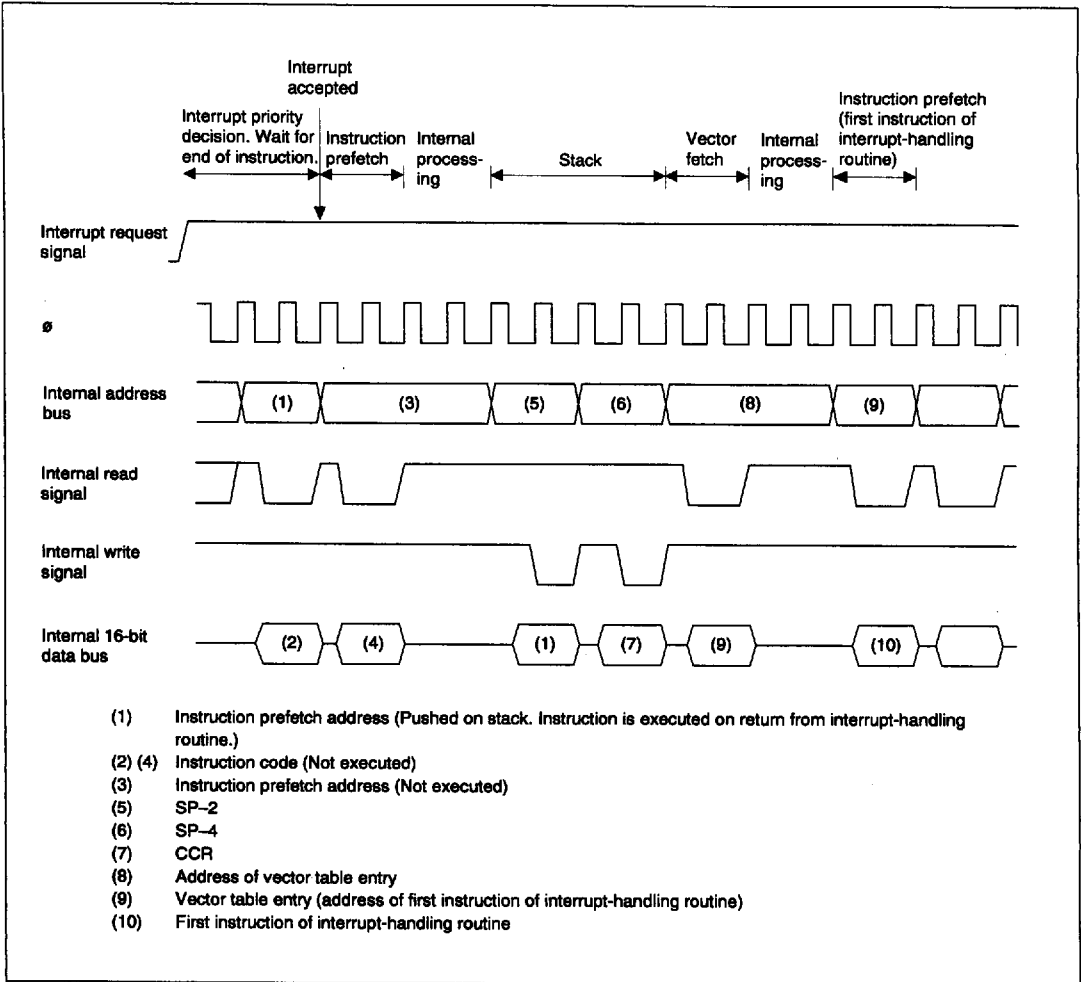 Interrupt
accepted
Interrupt priority
decision. Wait for
end of instruction.
Instruction
prefetch
Internal
process-
ing
Stack
Vector
fetch
Internal
process-
ing
Instruction prefetch
(first instruction of
interrupt-handling
routine)
Interrupt request
signal
ø
Internal address
bus
(1) (3) (5) (6) (8) (9)
Internal read
signal
Internal write
signal
Internal 16-bit
data bus
(2) (4) (1) (7) (9) (10)
(1) Instruction prefetch address (Pushed on stack. Instruction is executed on return from interrupt-handling
routine.)
(2) (4) Instruction code (Not executed)
(3) Instruction prefetch address (Not executed)
(5) SP–2
(6) SP–4
(7) CCR
(8) Address of vector table entry
(9) Vector table entry (address of first instruction of interrupt-handling routine)
(10) First instruction of interrupt-handling routine